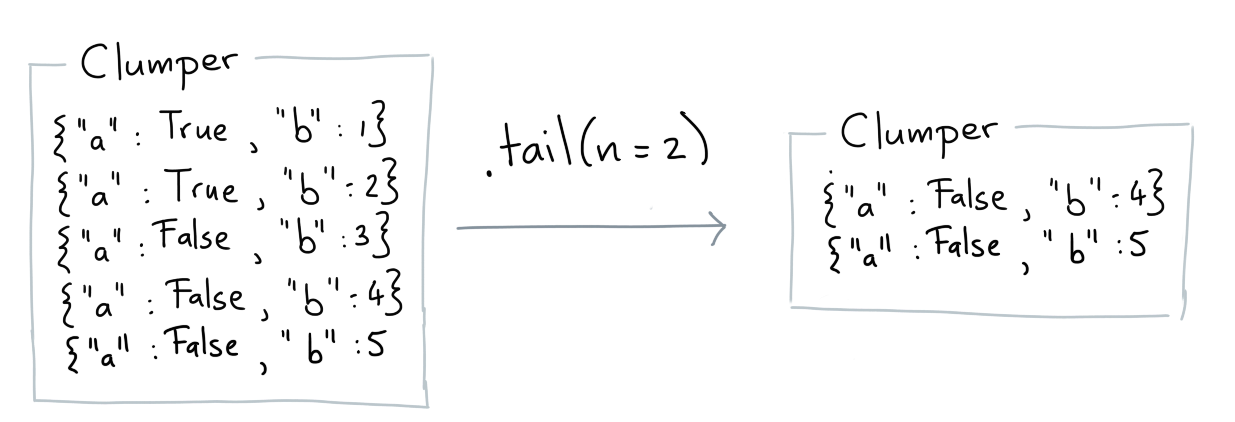 Clumper
{"a" : True , "b" : 1}
{"a" : True , "b" : 2}
{"a" : False , "b" : 3}
{"a" : False , "b" : 4}
{"a" : False , "b" : 5
.tail(n = 2)
Clumper
{"a" : False , "b" : 4}
{"a" : False , "b" : 5